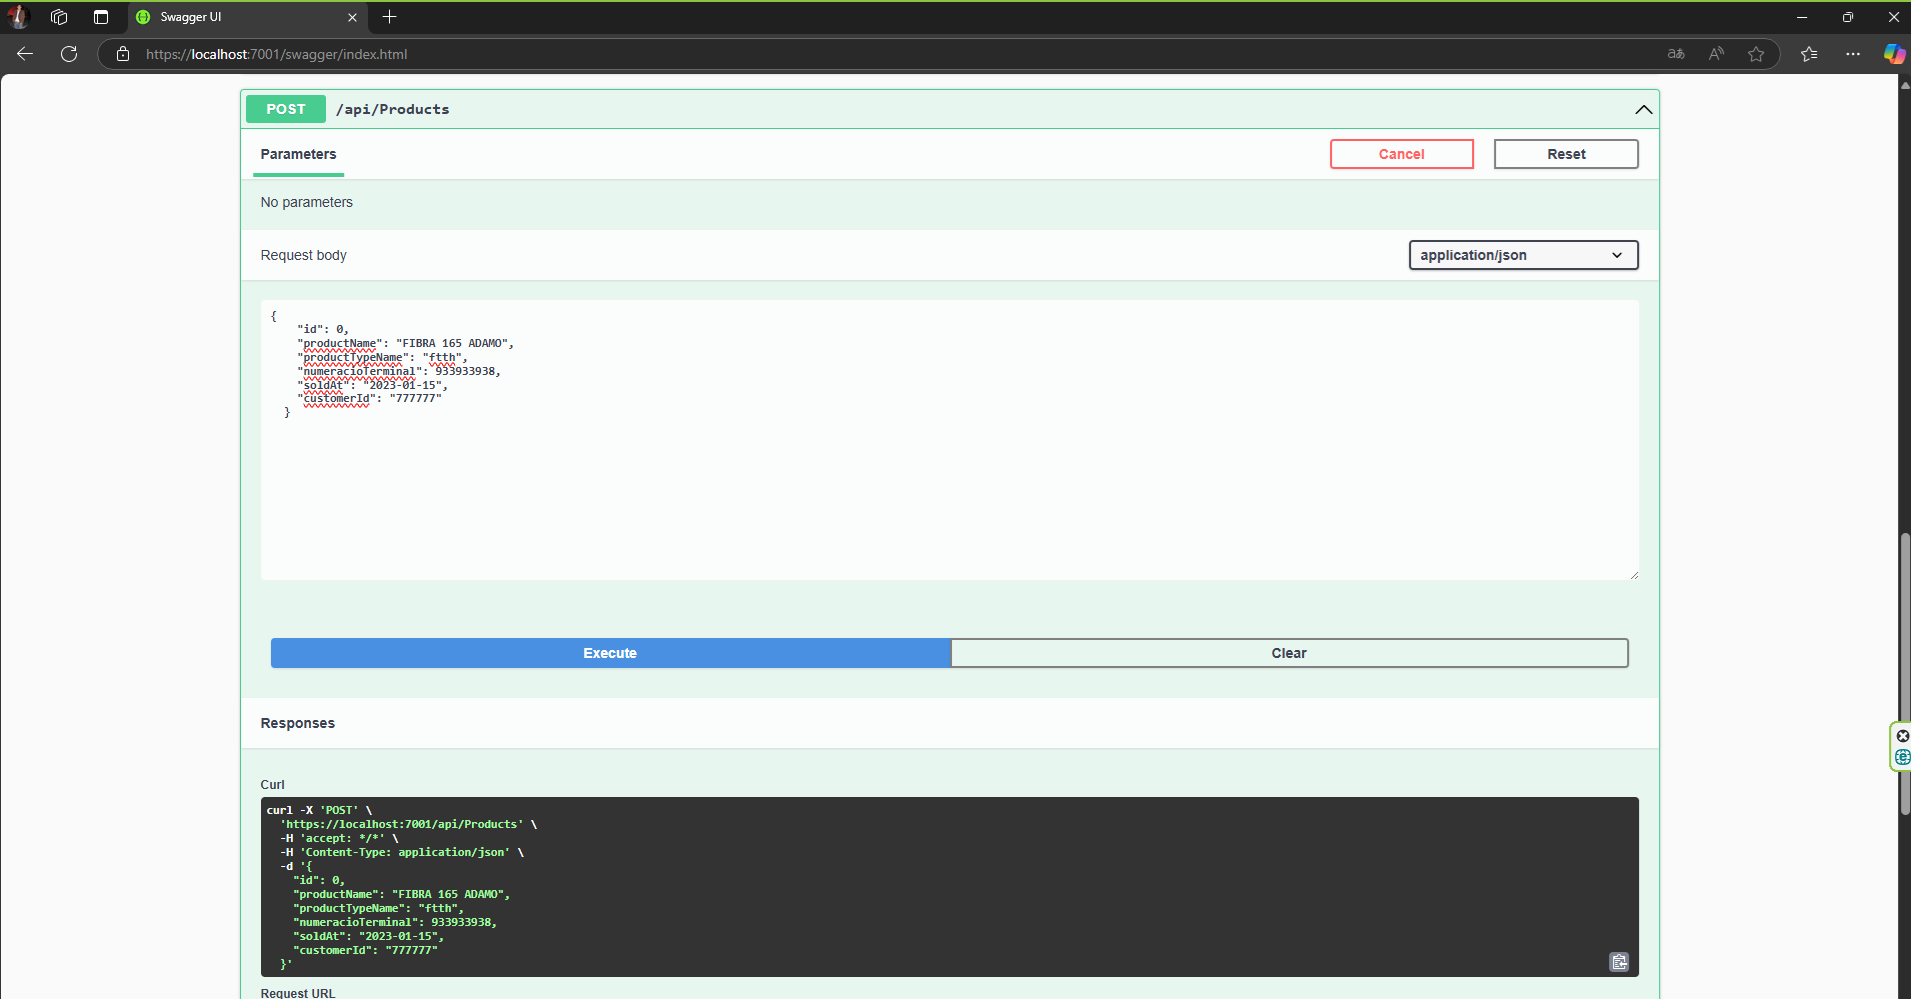 Swagger UI
https://localhost:7001/swagger/index.html
POST /api/Products
Parameters
Cancel
Reset
No parameters
Request body
application/json
{
"id": 0,
"productName": "FIBRA 165 ADAMO",
"productTypeName": "ftth",
"numeracioTerminal": 933933938,
"soldAt": "2023-01-15",
"customerId": "777777"
}
Execute
Clear
Responses
Curl
curl -X 'POST' \
'https://localhost:7001/api/Products' \
-H 'accept: */*' \
-H 'Content-Type: application/json' \
-d '{
"id": 0,
"productName": "FIBRA 165 ADAMO",
"productTypeName": "ftth",
"numeracioTerminal": 933933938,
"soldAt": "2023-01-15",
"customerId": "777777"
}'
Request URL